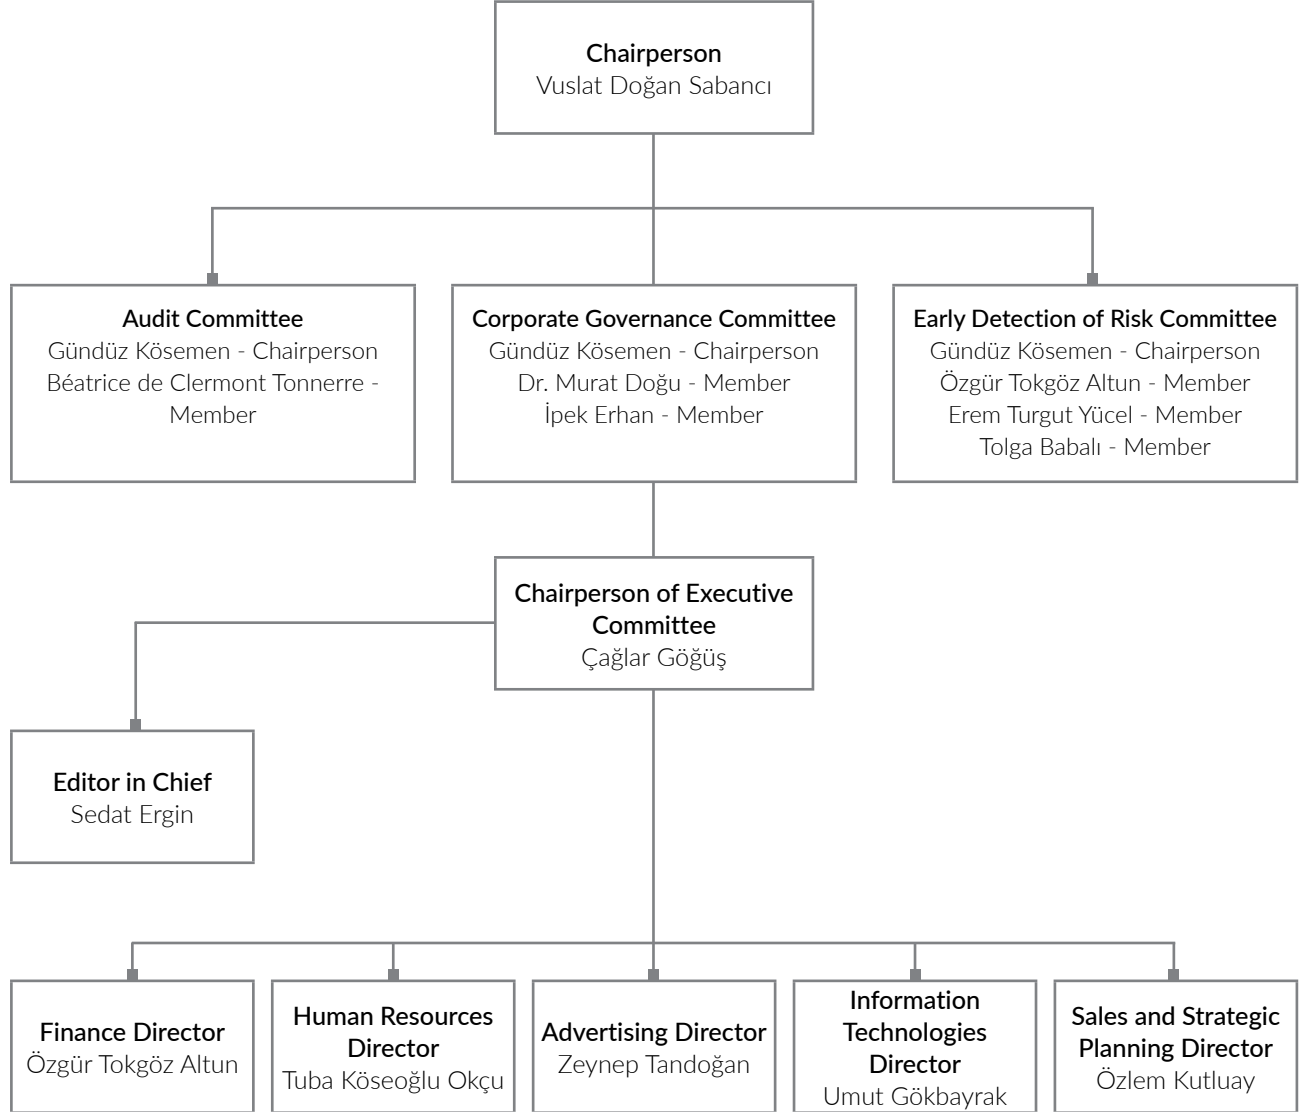 Chairperson
Vuslat Doğan Sabancı
Audit Committee
Gündüz Kösemen - Chairperson
Béatrice de Clermont Tonnerre -
Member
Corporate Governance Committee
Gündüz Kösemen - Chairperson
Dr. Murat Doğu - Member
İpek Erhan - Member
Early Detection of Risk Committee
Gündüz Kösemen - Chairperson
Özgür Tokgöz Altun - Member
Erem Turgut Yücel - Member
Tolga Babalı - Member
Chairperson of Executive
Committee
Çağlar Göğüş
Editor in Chief
Sedat Ergin
Finance Director
Özgür Tokgöz Altun
Human Resources
Director
Tuba Köseoğlu Okçu
Advertising Director
Zeynep Tandoğan
Information
Technologies
Director
Umut Gökbayrak
Sales and Strategic
Planning Director
Özlem Kutluay